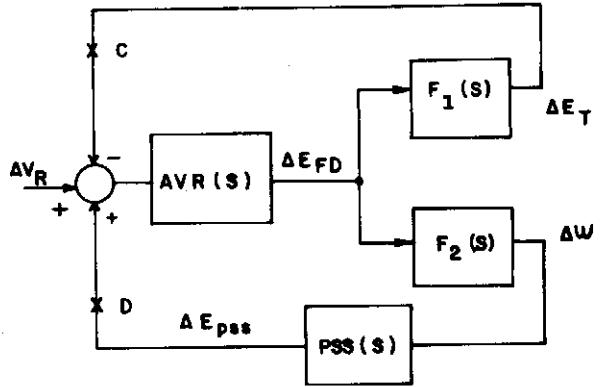 C
F1(S)
ΔET
ΔVR
+
-
+
AVR(S)
ΔEFD
F2(S)
ΔW
D
ΔEpss
PSS(S)